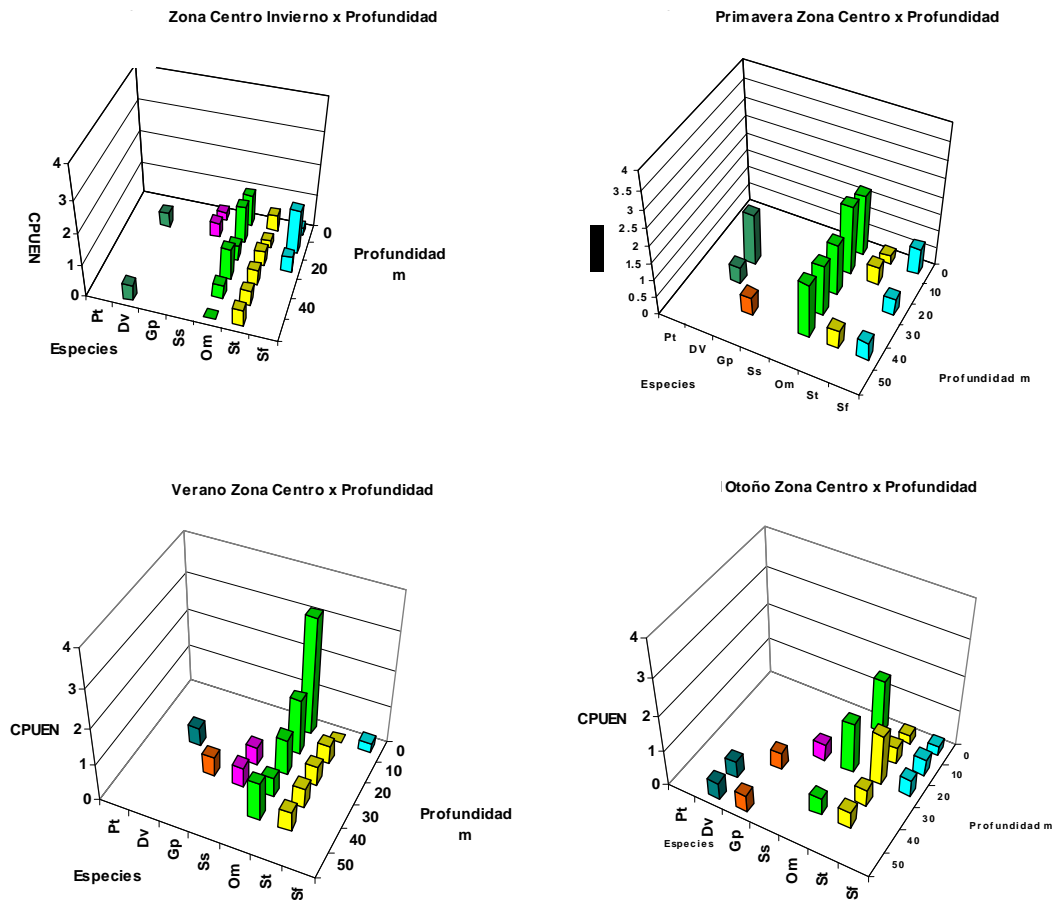 Zona Centro Invierno x Profundidad
4
3
2
1
0
CPUEN
Pt
Dv
Gp
Ss
Om
St
Sf
Especies
0
20
40
Profundidad
m
Primavera Zona Centro x Profundidad
4
3.5
3
2.5
2
1.5
1
0.5
0
Pt
DV
Gp
Ss
Om
St
Sf
Especies
0
10
20
30
40
50
Profundidad m
Verano Zona Centro x Profundidad
4
3
2
1
0
CPUEN
Pt
Dv
Gp
Ss
Om
St
Sf
Especies
0
10
20
30
40
50
Profundidad
m
Otoño Zona Centro x Profundidad
4
3
2
1
0
CPUEN
Pt
Dv
Gp
Ss
Om
St
Sf
Especies
0
10
20
30
40
50
Profundidad m